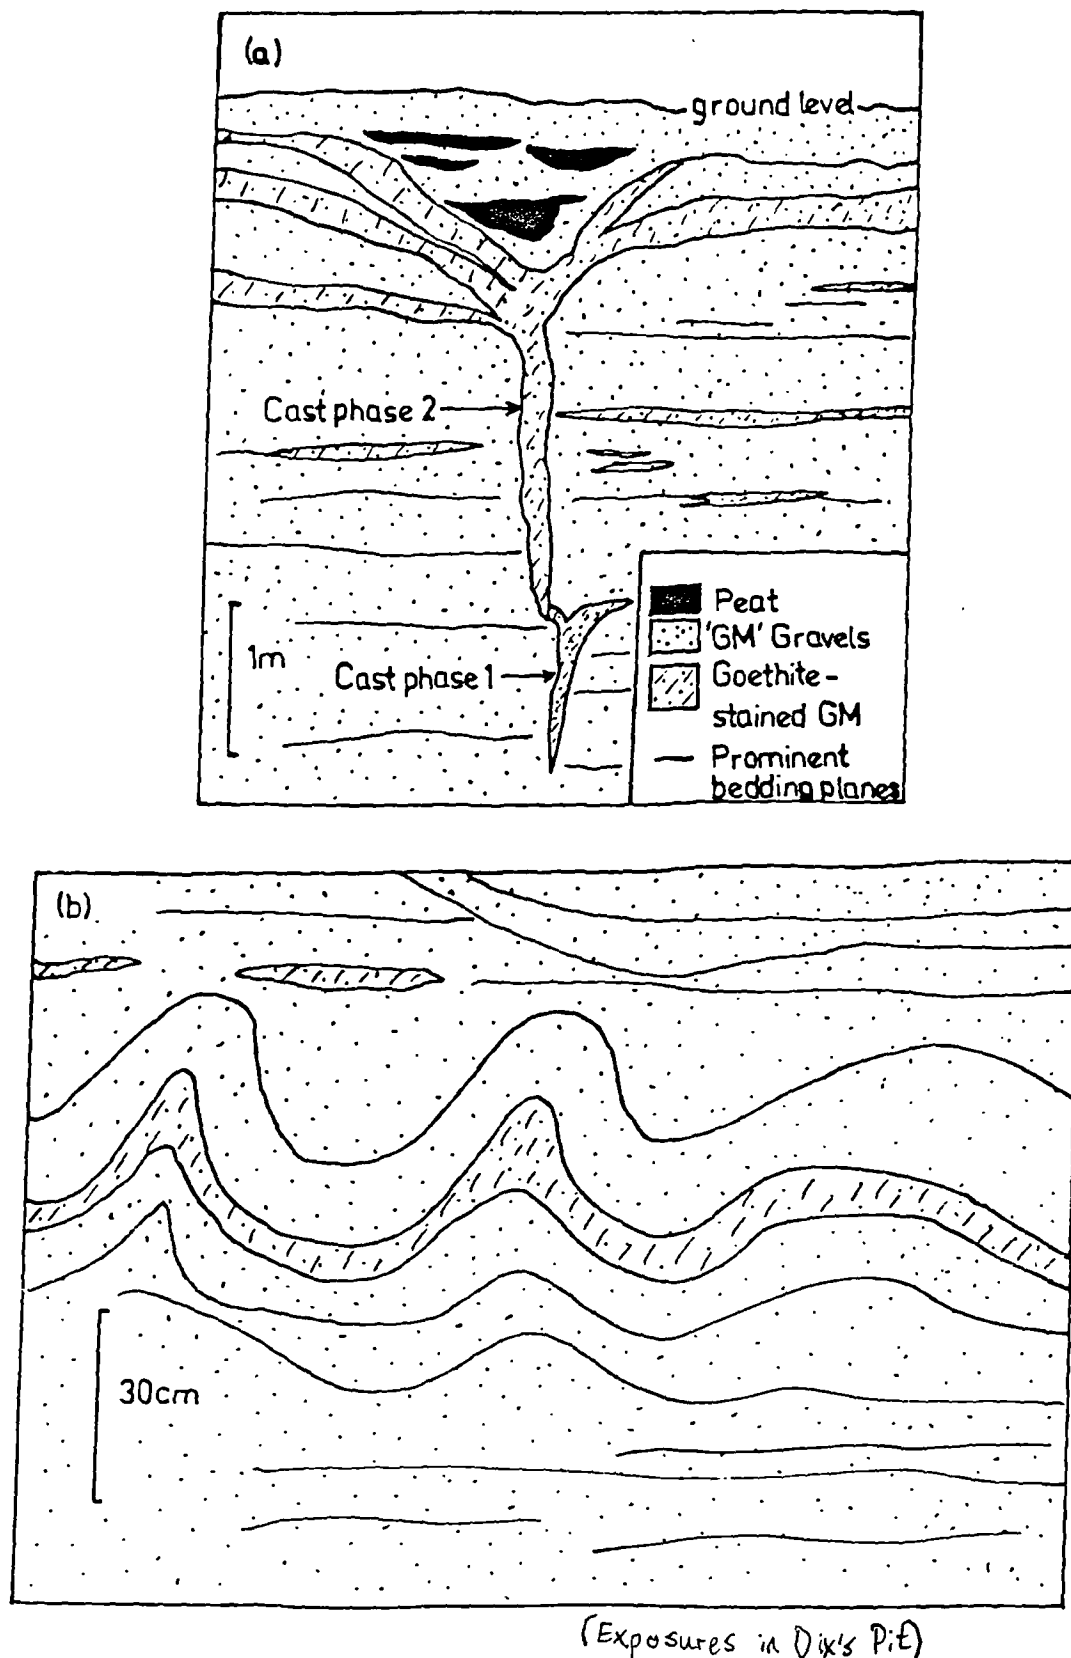 (a)
ground level
Cast phase 2
1m
Cast phase 1
Peat
'GM' Gravels
Goethite-
stained GM
Prominent
bedding planes
(b)
30cm
(Exposures in Dix's Pit)